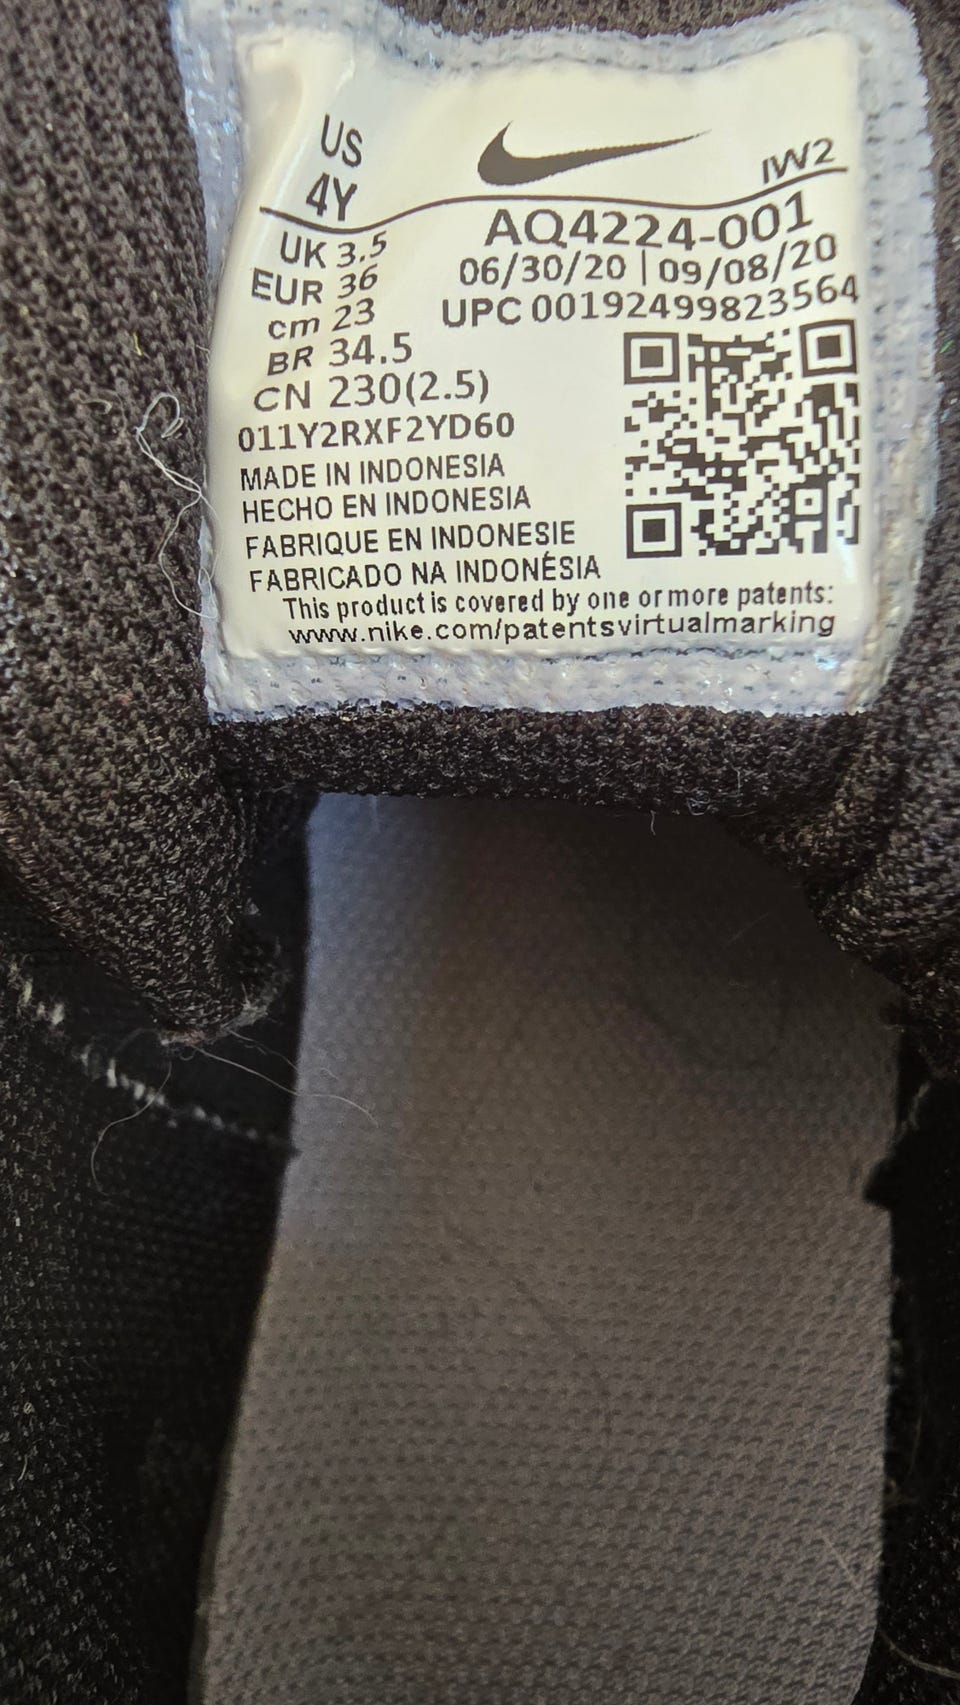 US
4Y
UK 3.5
EUR 36
cm 23
BR 34.5
CN 230(2.5)
IW2
AQ4224-001
06/30/20 | 09/08/20
UPC 00192499823564
011Y2RXF2YD60
MADE IN INDONESIA
HECHO EN INDONESIA
FABRIQUE EN INDONESIE
FABRICADO NA INDONÉSIA
This product is covered by one or more patents:
www.nike.com/patentsvirtualmarking